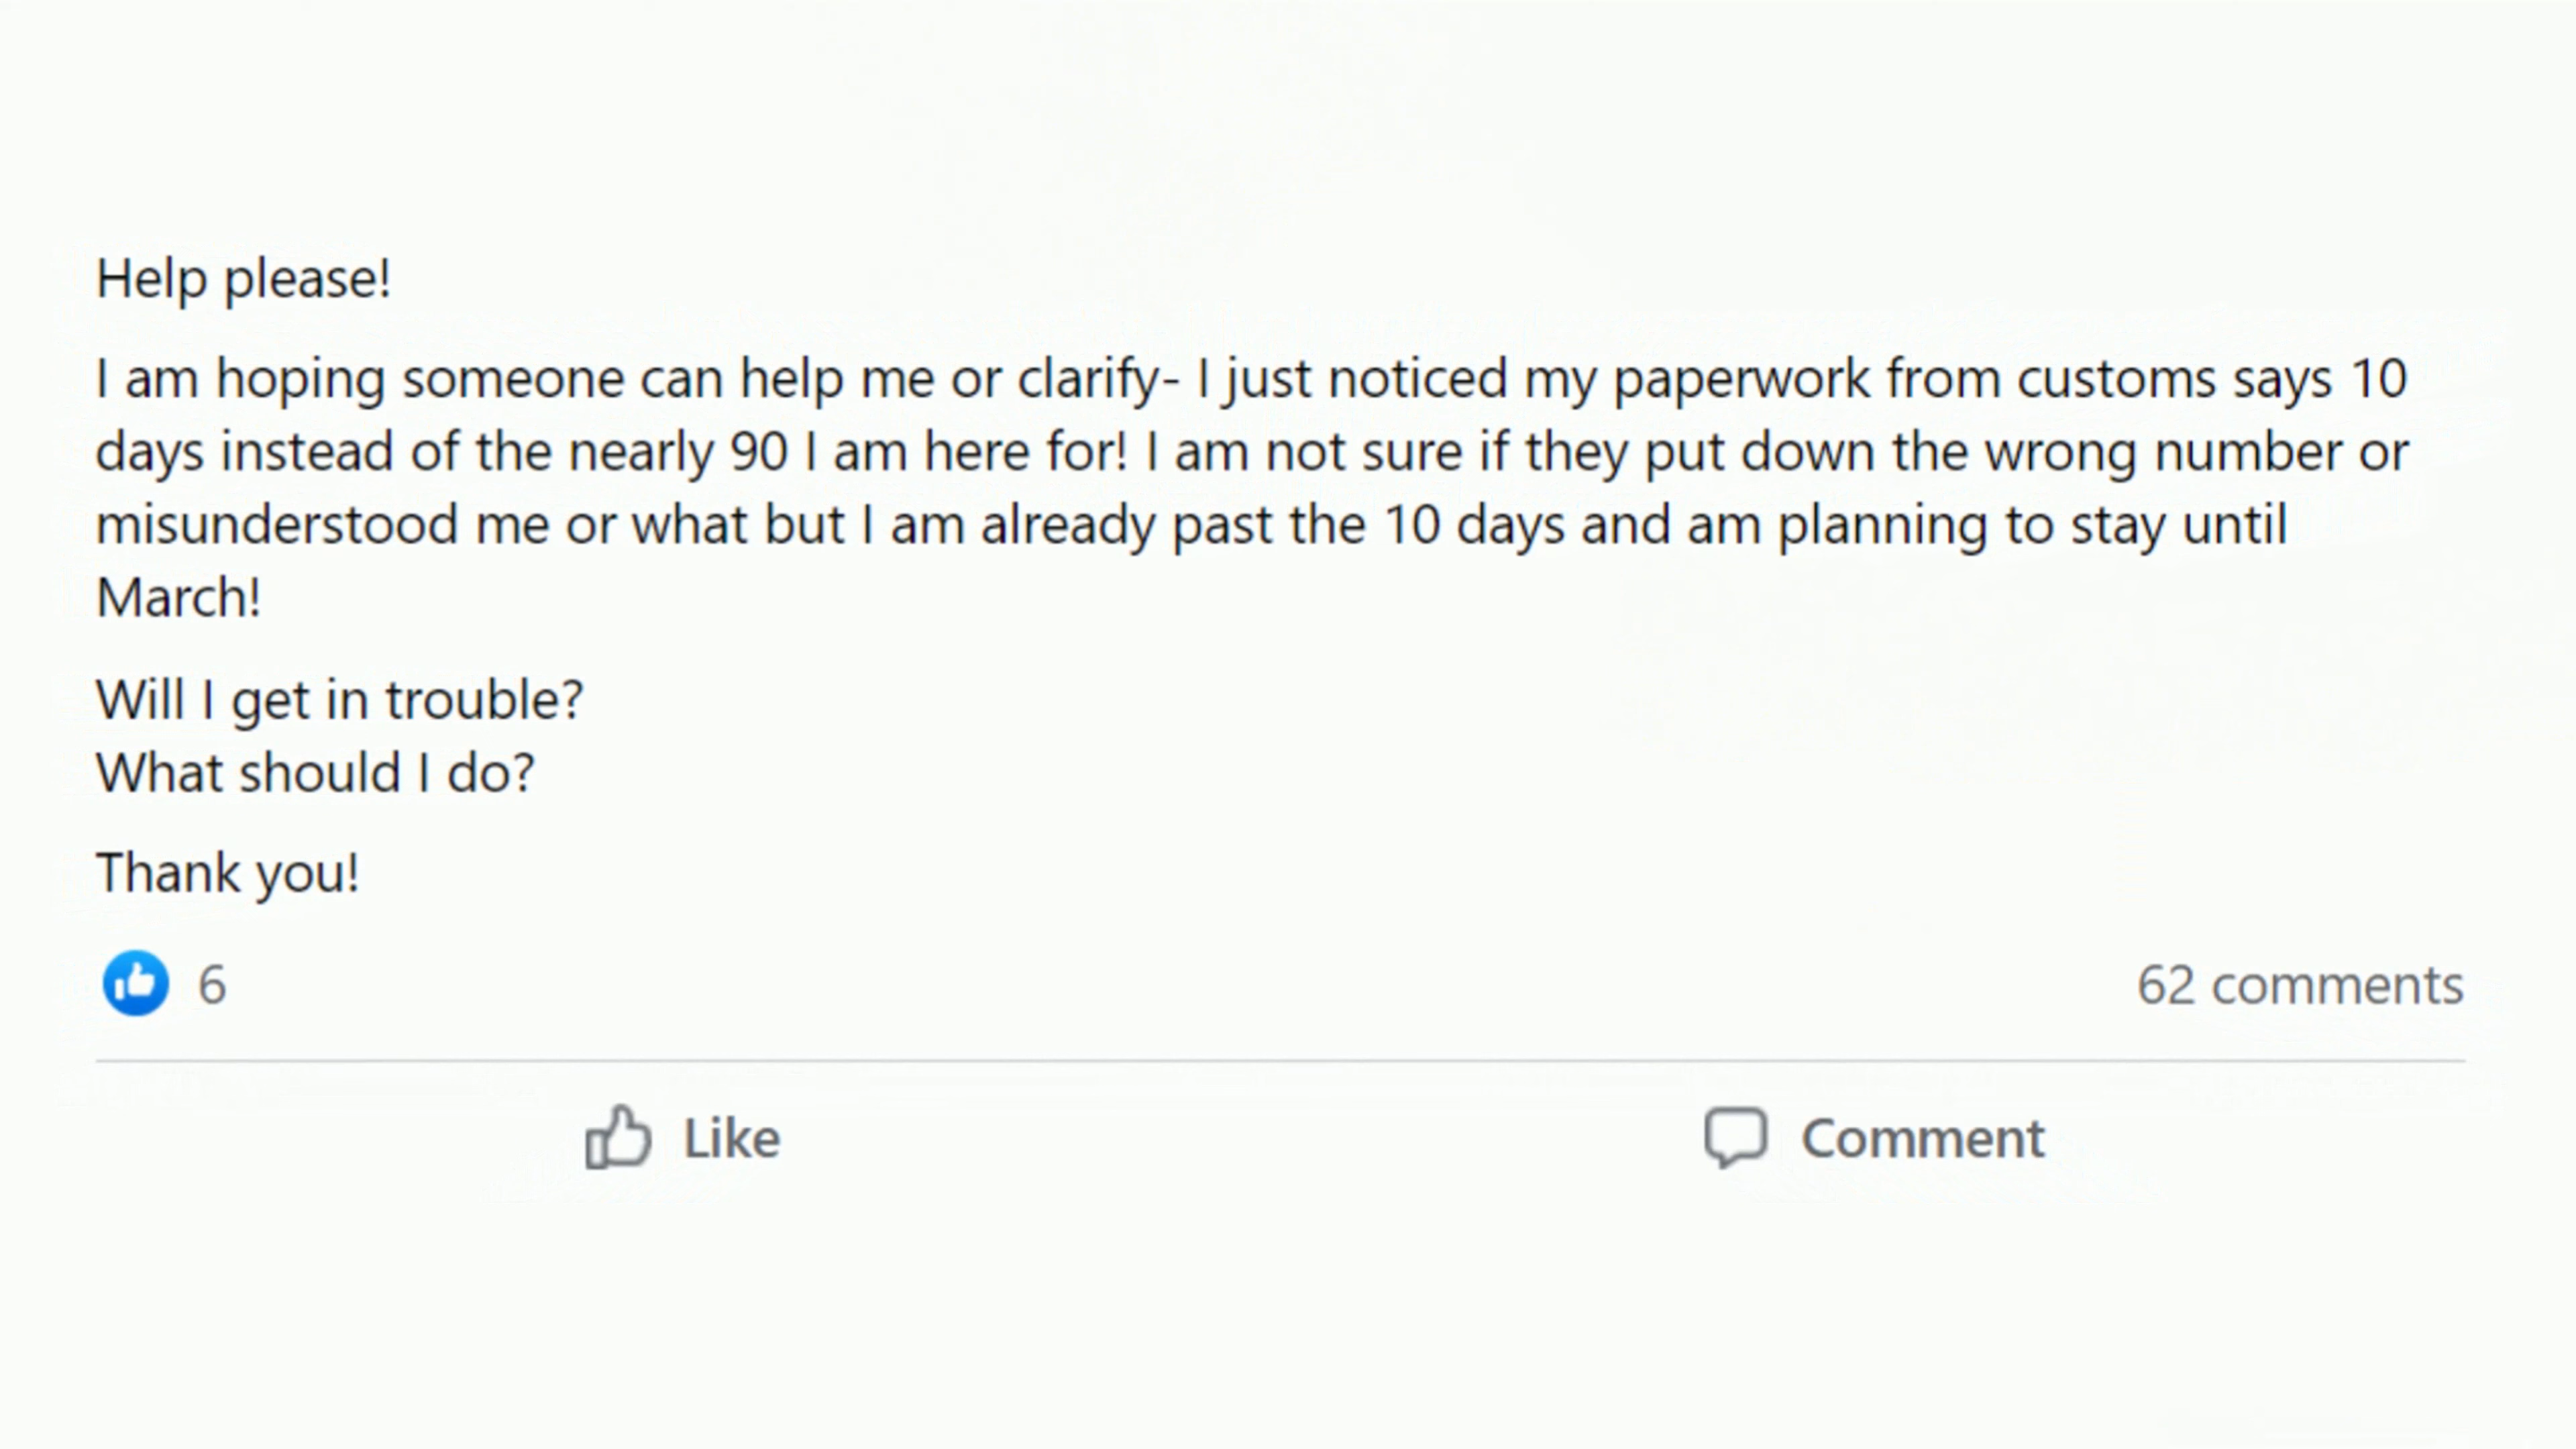 Help please!
I am hoping someone can help me or clarify- I just noticed my paperwork from customs says 10
days instead of the nearly 90 I am here for! I am not sure if they put down the wrong number or
misunderstood me or what but I am already past the 10 days and am planning to stay until
March!
Will I get in trouble?
What should I do?
Thank you!
6 62 comments
Like Comment